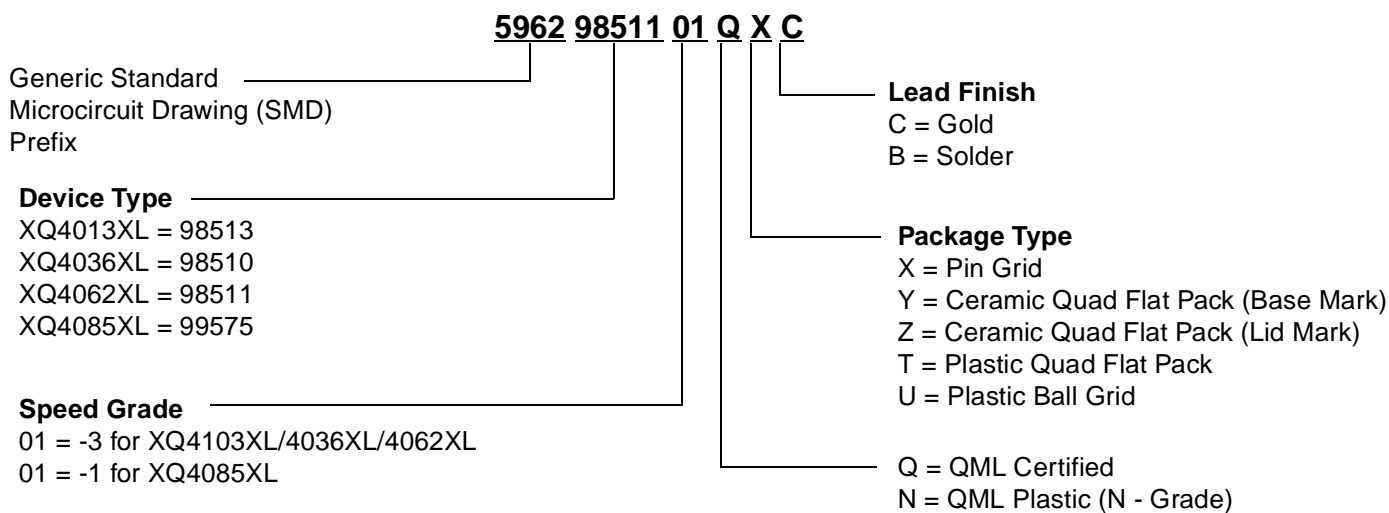 5962 98511 01 Q X C
Generic Standard
Microcircuit Drawing (SMD)
Prefix
Device Type
XQ4013XL = 98513
XQ4036XL = 98510
XQ4062XL = 98511
XQ4085XL = 99575
Speed Grade
01 = -3 for XQ4103XL/4036XL/4062XL
01 = -1 for XQ4085XL
Lead Finish
C = Gold
B = Solder
Package Type
X = Pin Grid
Y = Ceramic Quad Flat Pack (Base Mark)
Z = Ceramic Quad Flat Pack (Lid Mark)
T = Plastic Quad Flat Pack
U = Plastic Ball Grid
Q = QML Certified
N = QML Plastic (N - Grade)